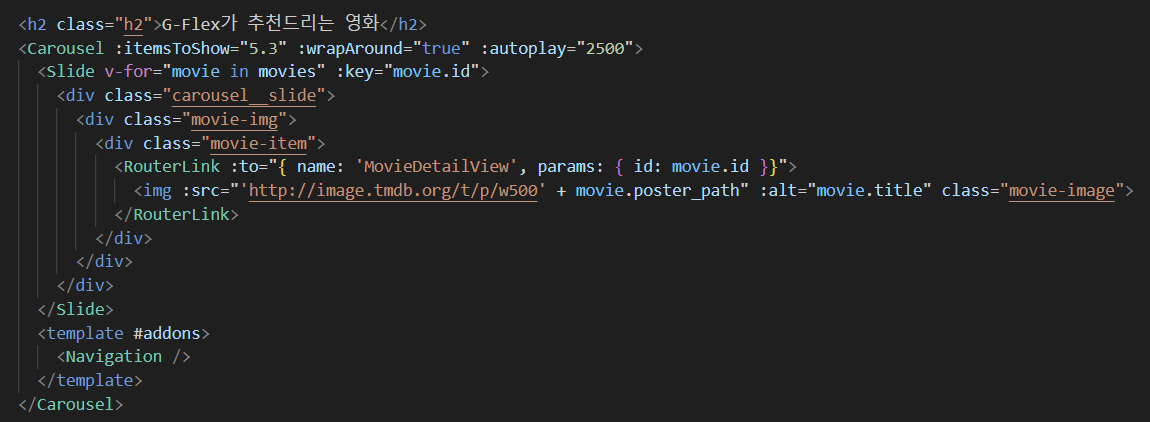 <h2 class="h2">G-Flex가 추천드리는 영화</h2>
<Carousel :itemsToShow="5.3" :wrapAround="true" :autoplay="2500">
  <Slide v-for="movie in movies" :key="movie.id">
    <div class="carousel__slide">
      <div class="movie-img">
        <div class="movie-item">
          <RouterLink :to="{ name: 'MovieDetailView', params: { id: movie.id }}">
            <img :src="'http://image.tmdb.org/t/p/w500' + movie.poster_path" :alt="movie.title" class="movie-image">
          </RouterLink>
        </div>
      </div>
    </div>
  </Slide>
  <template #addons>
    <Navigation />
  </template>
</Carousel>